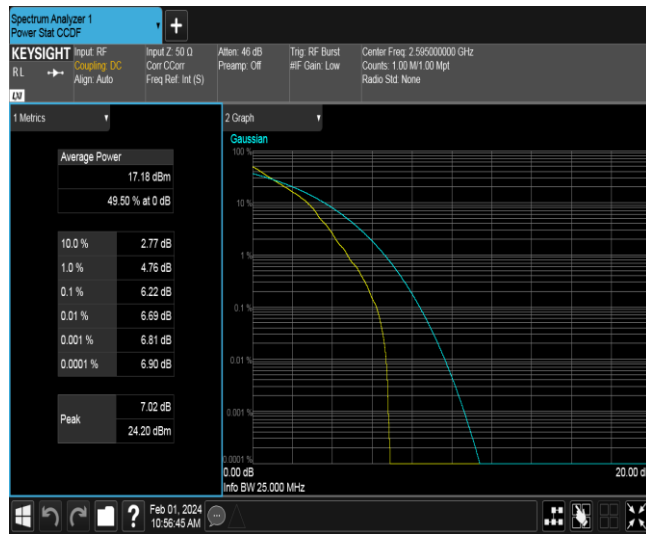 Spectrum Analyzer 1
Power Stat CCDF
+
KEYSIGHT
RL
LXI
Input: RF
Coupling: DC
Align: Auto
Input Z: 50 Ω
Corr CCorr
Freq Ref: Int (S)
Atten: 46 dB
Preamp: Off
Trig: RF Burst
#IF Gain: Low
Center Freq: 2.595000000 GHz
Counts: 1.00 M/1.00 Mpt
Radio Std: None
1 Metrics
Average Power
17.18 dBm
49.50 % at 0 dB
10.0 % 2.77 dB
1.0 % 4.76 dB
0.1 % 6.22 dB
0.01 % 6.69 dB
0.001 % 6.81 dB
0.0001 % 6.90 dB
Peak
7.02 dB
24.20 dBm
2 Graph
Gaussian
100 %
10 %
1 %
0.1 %
0.01 %
0.001 %
0.0001 %
0.00 dB 20.00 d
Info BW 25.000 MHz
?
Feb 01, 2024
10:56:45 AM